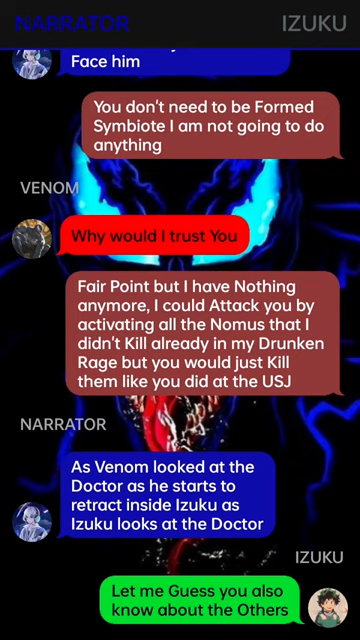 NARRATOR
IZUKU
Face him
You don't need to be Formed
Symbiote I am not going to do
anything
VENOM
Why would I trust You
Fair Point but I have Nothing
anymore, I could Attack you by
activating all the Nomus that I
didn't Kill already in my Drunken
Rage but you would just Kill
them like you did at the USJ
NARRATOR
As Venom looked at the
Doctor as he starts to
retract inside Izuku as
Izuku looks at the Doctor
IZUKU
Let me Guess you also
know about the Others